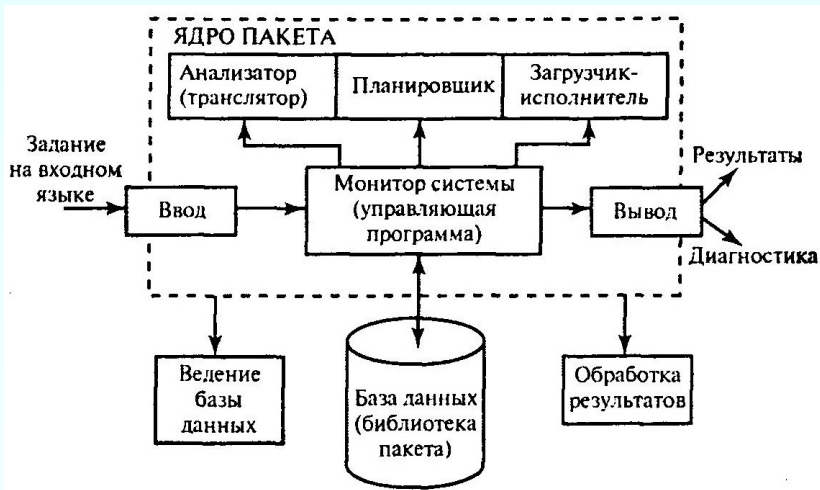 ЯДРО ПАКЕТА
Анализатор
(транслятор)
Планировшик
Загрузчик-
исполнитель
Задание
на входном
языке
Ввод
Монитор системы
(управляющая
программа)
Вывод
Результаты
Диагностика
Ведение
базы
данных
База данных
(библиотека
пакета)
Обработка
результатов